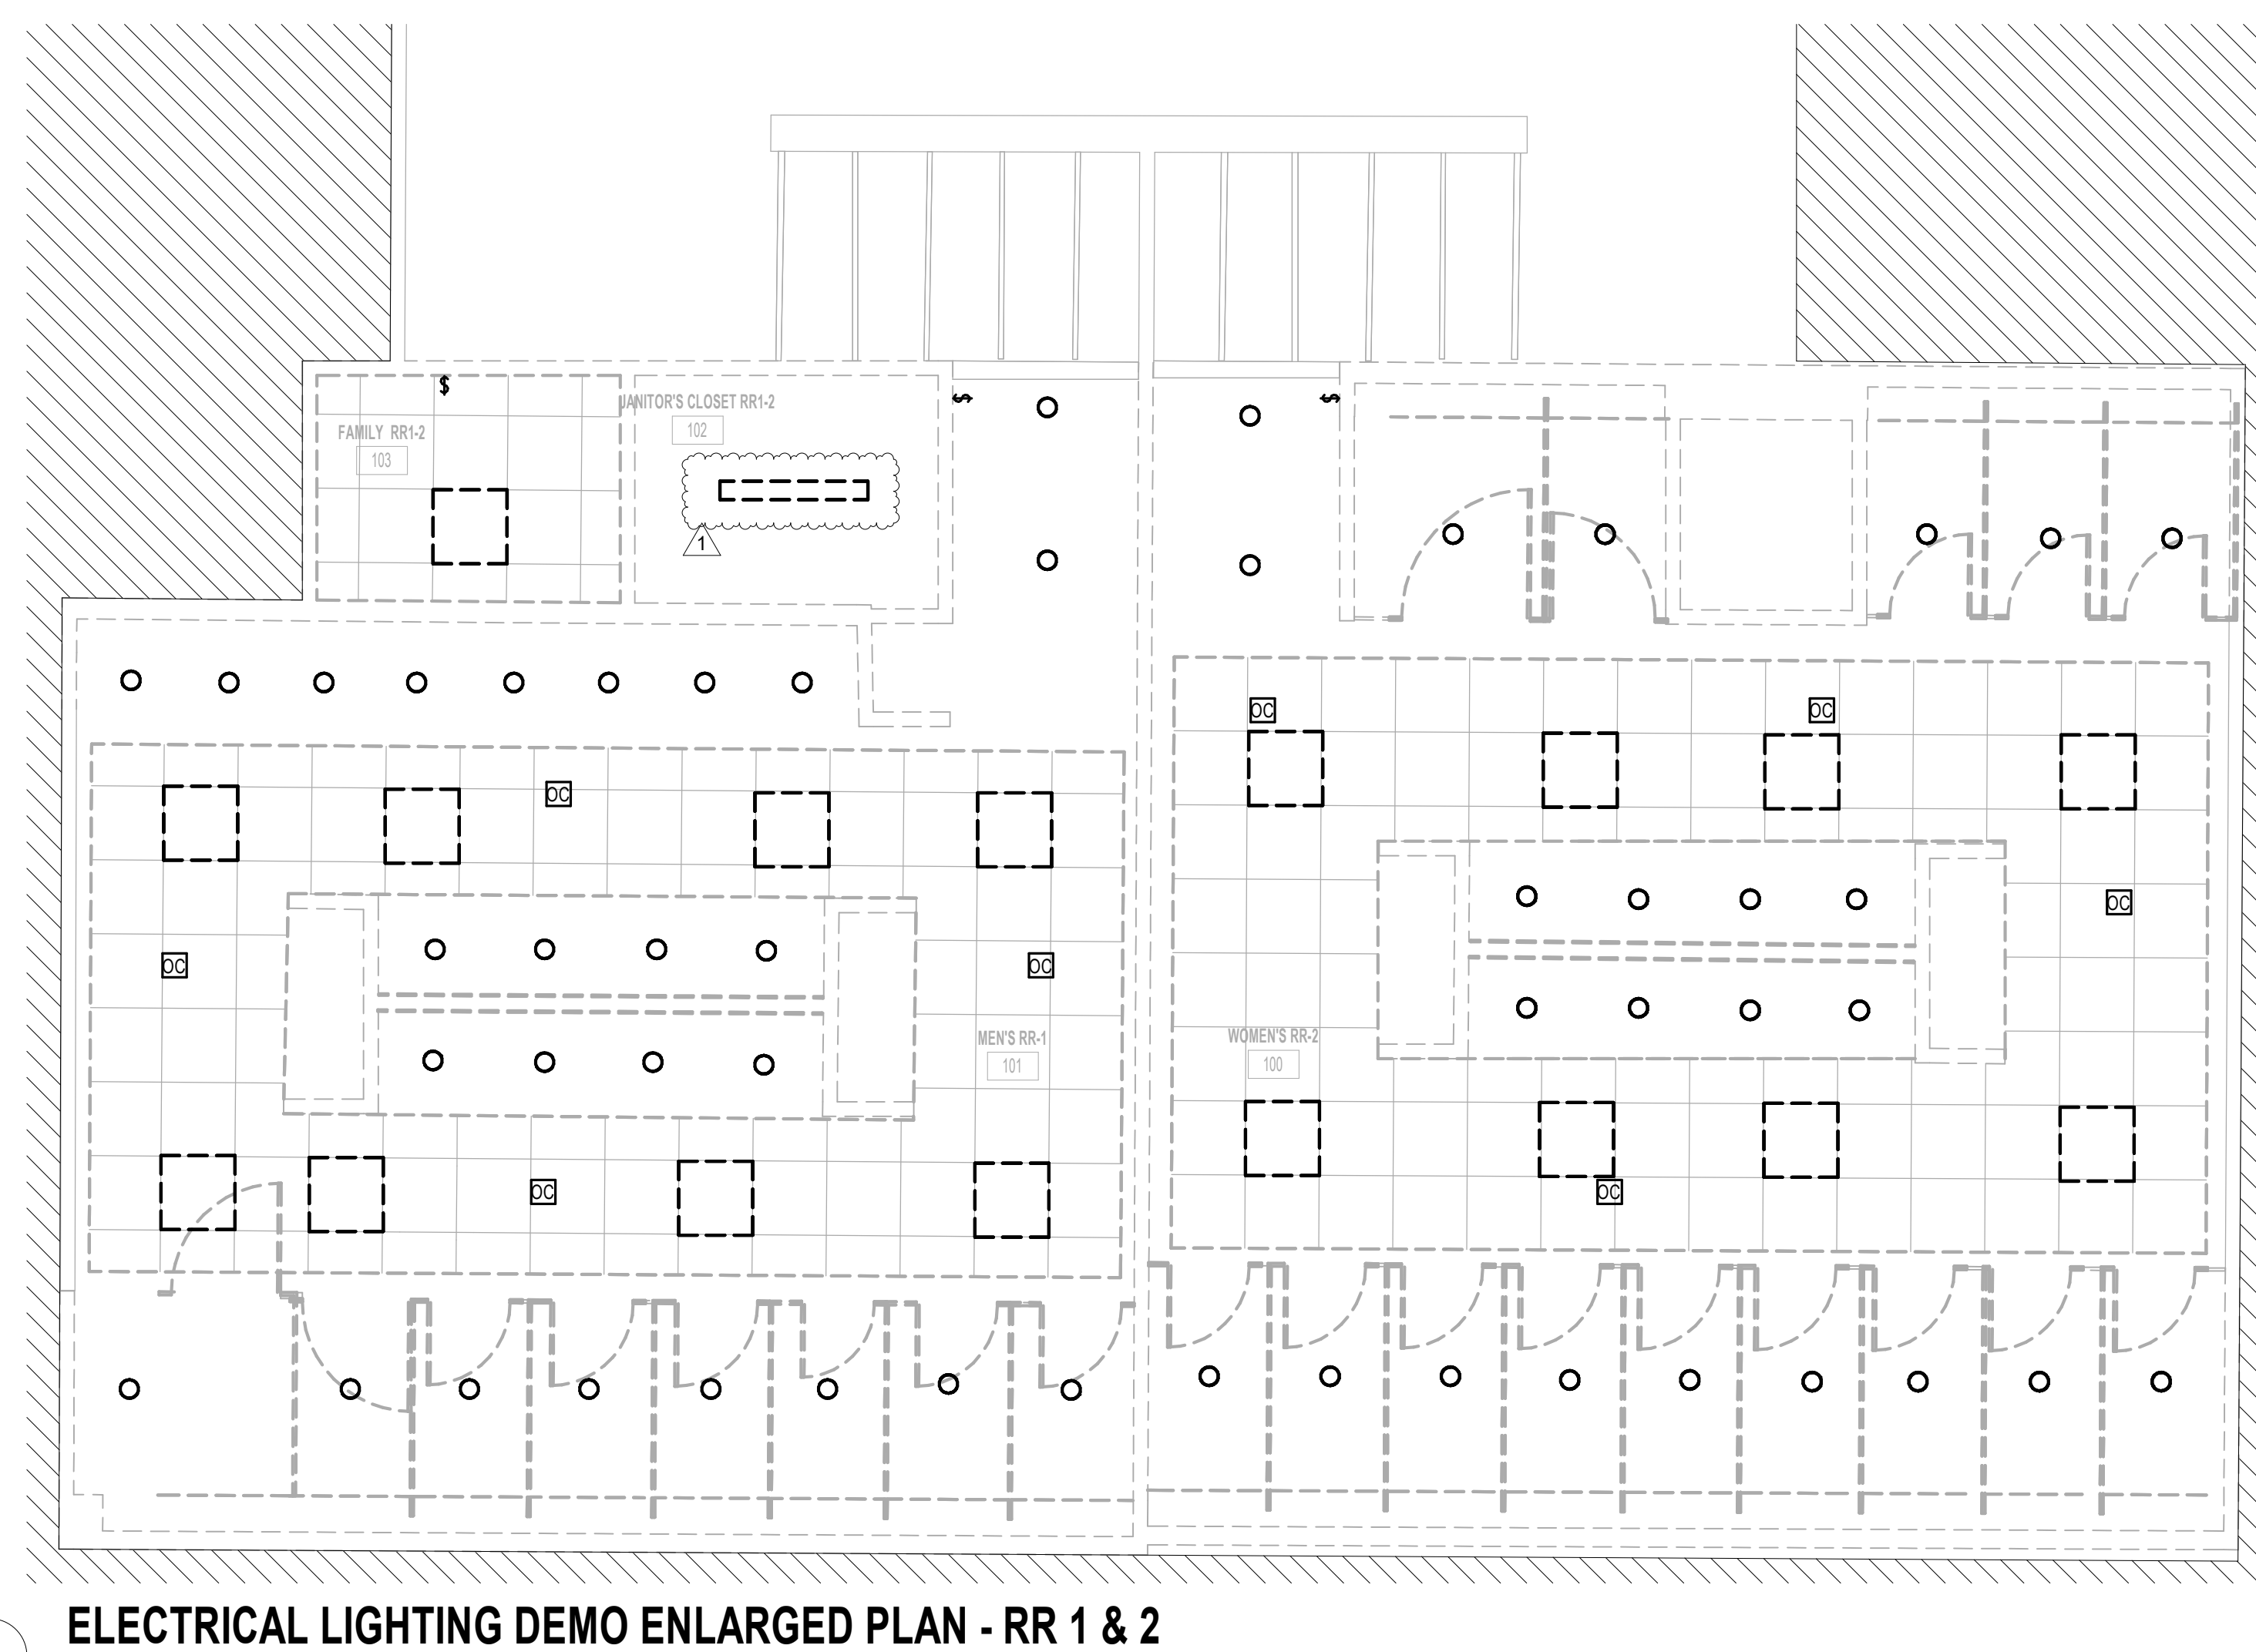 $
JANITOR'S CLOSET RR1-2
$
$
102
FAMILY RR1-2
103
1
OC
OC
OC
OC
OC
OC
MEN'S RR-1
WOMEN'S RR-2
101
100
OC
OC
ELECTRICAL LIGHTING DEMO ENLARGED PLAN - RR 1 & 2